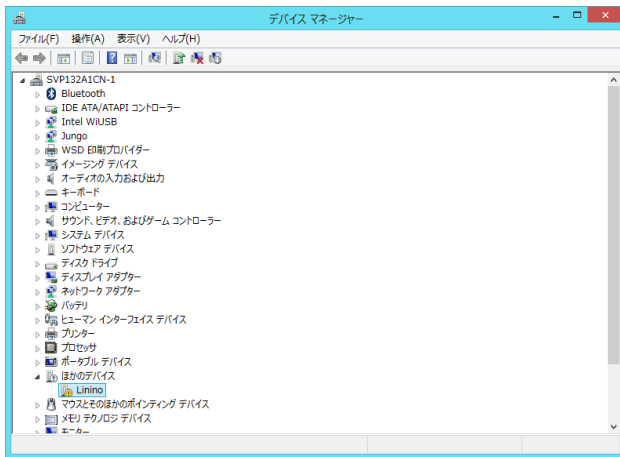 デバイス マネージャー
ファイル(F) 操作(A) 表示(V) ヘルプ(H)
SVP132A1CN-1
Bluetooth
IDE ATA/ATAPI コントローラー
Intel WiUSB
Jungo
WSD 印刷プロバイダー
イメージング デバイス
オーディオの入力および出力
キーボード
コンピューター
サウンド、ビデオ、およびゲーム コントローラー
システム デバイス
ソフトウェア デバイス
ディスク ドライブ
ディスプレイ アダプター
ネットワーク アダプター
バッテリ
ヒューマン インターフェイス デバイス
プリンター
プロセッサ
ポータブル デバイス
ほかのデバイス
Linino
マウスとそのほかのポインティング デバイス
メモリ テクノロジ デバイス
モニター